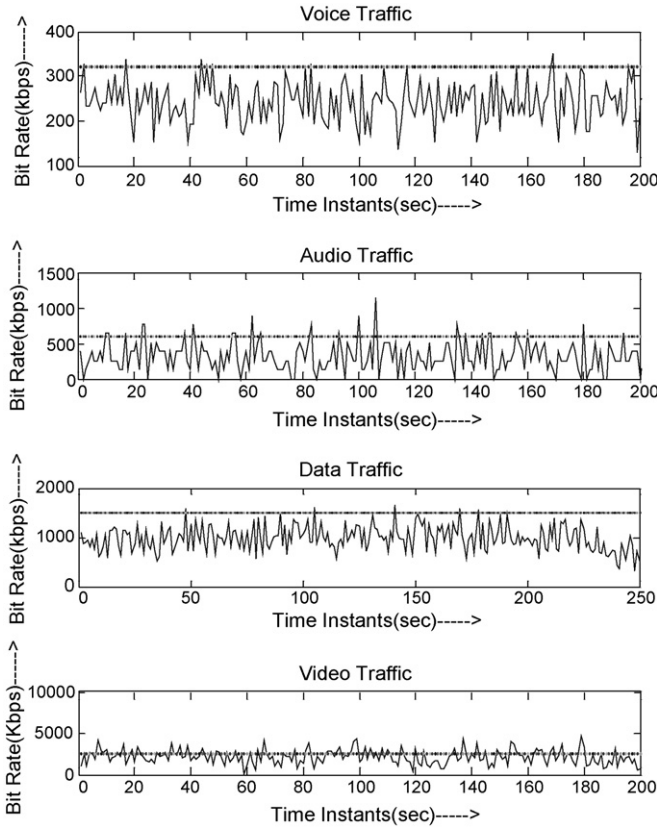 Voice Traffic
Bit Rate(kbps)----->
400
300
200
100
0 20 40 60 80 100 120 140 160 180 200
Time Instants(sec)----->
Audio Traffic
Bit Rate(kbps)----->
1500
1000
500
0
0 20 40 60 80 100 120 140 160 180 200
Time Instants(sec)----->
Data Traffic
Bit Rate(kbps)----->
2000
1000
0
0 50 100 150 200 250
Time Instants(sec)----->
Video Traffic
Bit Rate(Kbps)----->
10000
5000
0
0 20 40 60 80 100 120 140 160 180 200
Time Instants(sec)----->